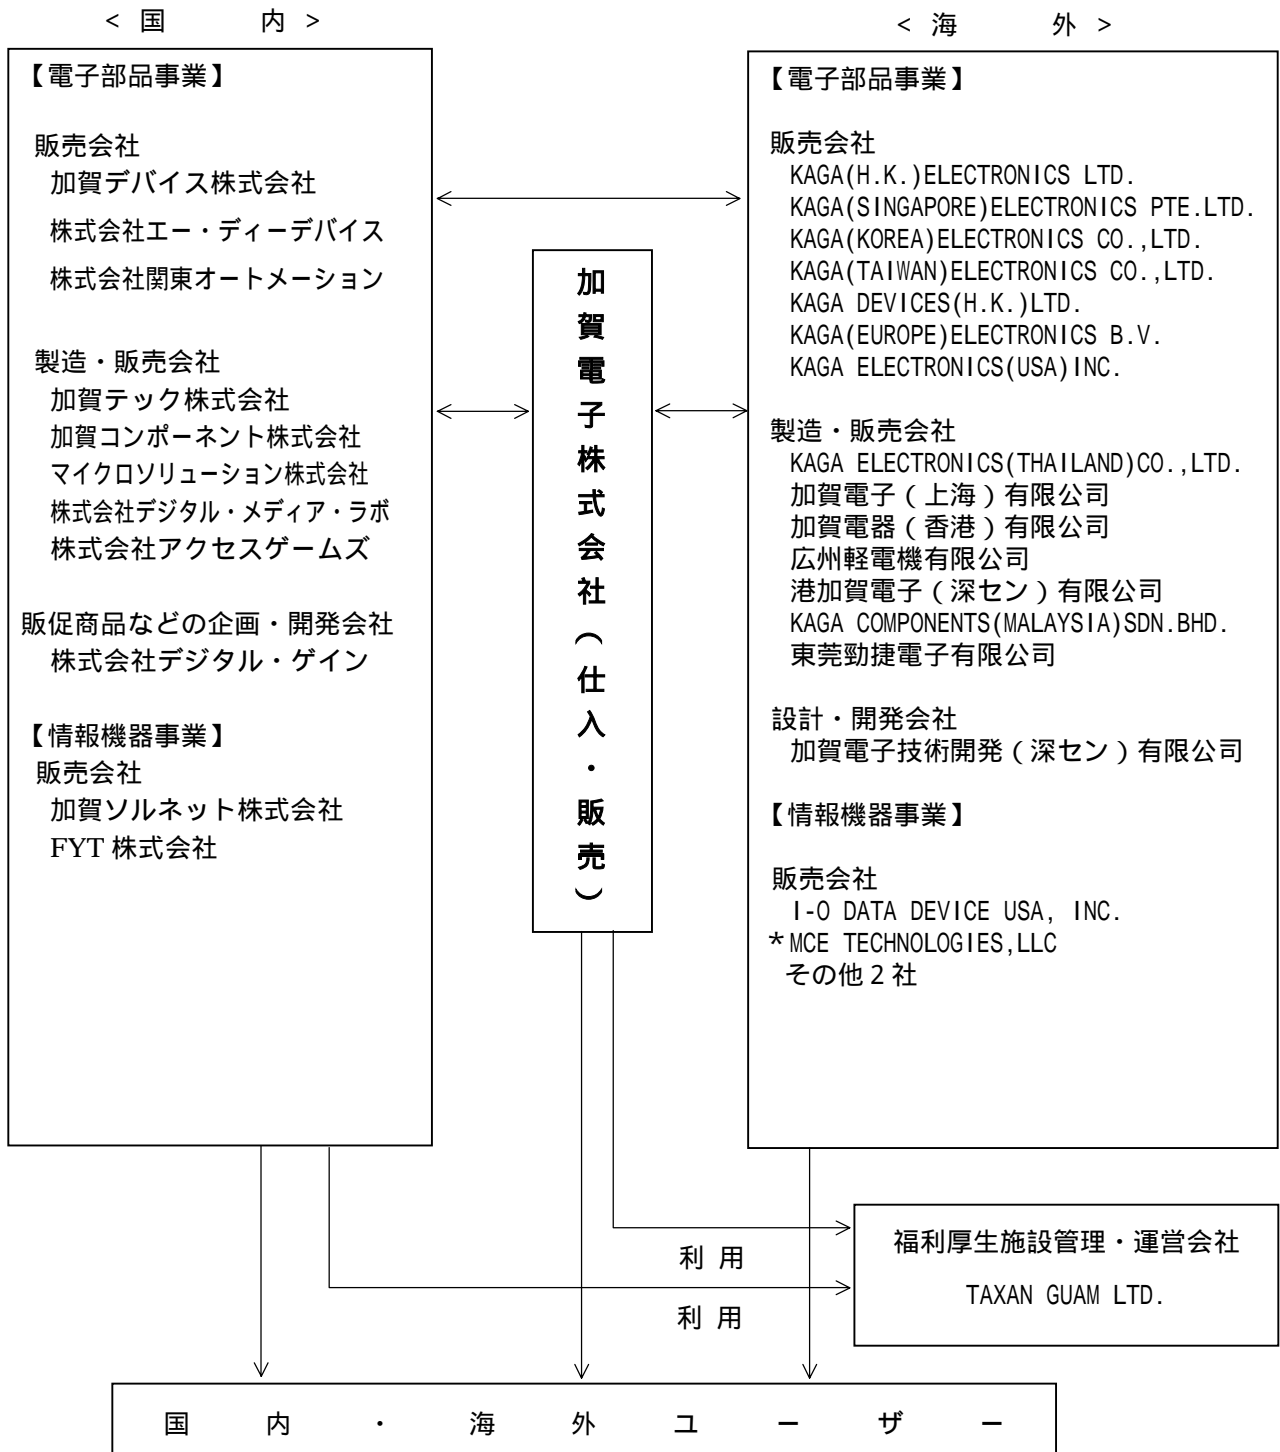 < 国 内 >
【電子部品事業】
販売会社
加賀デバイス株式会社
株式会社エー・ディーデバイス
株式会社関東オートメーション
製造・販売会社
加賀テック株式会社
加賀コンポーネント株式会社
マイクロソリューション株式会社
株式会社デジタル・メディア・ラボ
株式会社アクセスゲームズ
販促商品などの企画・開発会社
株式会社デジタル・ゲイン
【情報機器事業】
販売会社
加賀ソルネット株式会社
FYT 株式会社
加賀電子株式会社(仕入・販売)
< 海 外 >
【電子部品事業】
販売会社
KAGA(H.K.)ELECTRONICS LTD.
KAGA(SINGAPORE)ELECTRONICS PTE.LTD.
KAGA(KOREA)ELECTRONICS CO.,LTD.
KAGA(TAIWAN)ELECTRONICS CO.,LTD.
KAGA DEVICES(H.K.)LTD.
KAGA(EUROPE)ELECTRONICS B.V.
KAGA ELECTRONICS(USA)INC.
製造・販売会社
KAGA ELECTRONICS(THAILAND)CO.,LTD.
加賀電子(上海)有限公司
加賀電器(香港)有限公司
広州軽電機有限公司
港加賀電子(深セン)有限公司
KAGA COMPONENTS(MALAYSIA)SDN.BHD.
東莞勁捷電子有限公司
設計・開発会社
加賀電子技術開発(深セン)有限公司
【情報機器事業】
販売会社
I-O DATA DEVICE USA, INC.
*MCE TECHNOLOGIES,LLC
その他2社
利 用
利 用
福利厚生施設管理・運営会社
TAXAN GUAM LTD.
国 内 ・ 海 外 ユ ー ザ ー